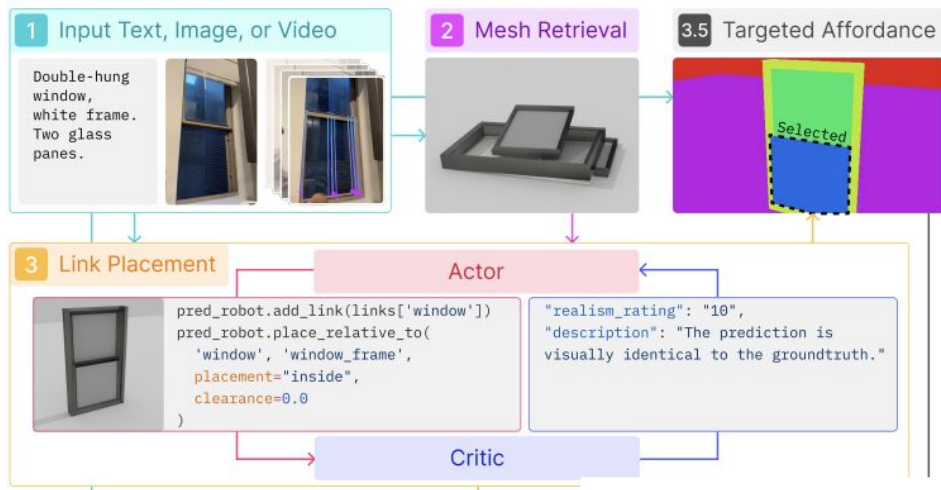 1 Input Text, Image, or Video
Double-hung
window,
white frame.
Two glass
panes.
2 Mesh Retrieval
3.5 Targeted Affordance
Selected
3 Link Placement
Actor
pred_robot.add_link(links['window'])
pred_robot.place_relative_to(
'window', 'window_frame',
placement="inside",
clearance=0.0
)
"realism_rating": "10",
"description": "The prediction is
visually identical to the groundtruth."
Critic